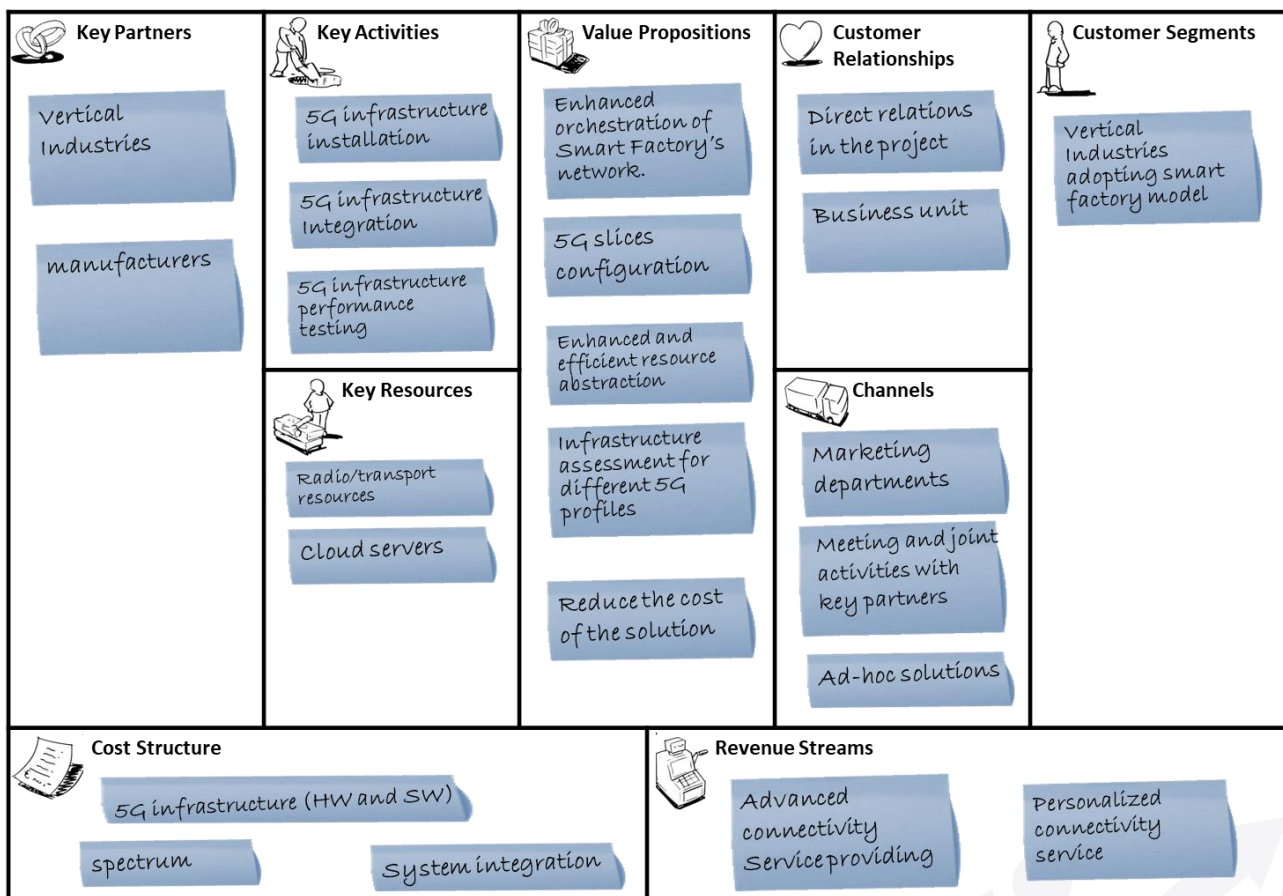 Key Partners
Vertical
Industries
manufacturers
Key Activities
5G infrastructure
installation
5G infrastructure
Integration
5G infrastructure
performance
testing
Key Resources
Radio/transport
resources
Cloud servers
Value Propositions
Enhanced
orchestration of
Smart Factory's
network.
5G slices
configuration
Enhanced and
efficient resource
abstraction
Infrastructure
assessment for
different 5G
profiles
Reduce the cost
of the solution
Customer
Relationships
Direct relations
in the project
Business unit
Channels
Marketing
departments
Meeting and joint
activities with
key partners
Ad-hoc solutions
Customer Segments
Vertical
Industries
adopting smart
factory model
Cost Structure
5G infrastructure (HW and SW)
spectrum
System integration
Revenue Streams
Advanced
connectivity
Service providing
Personalized
connectivity
service